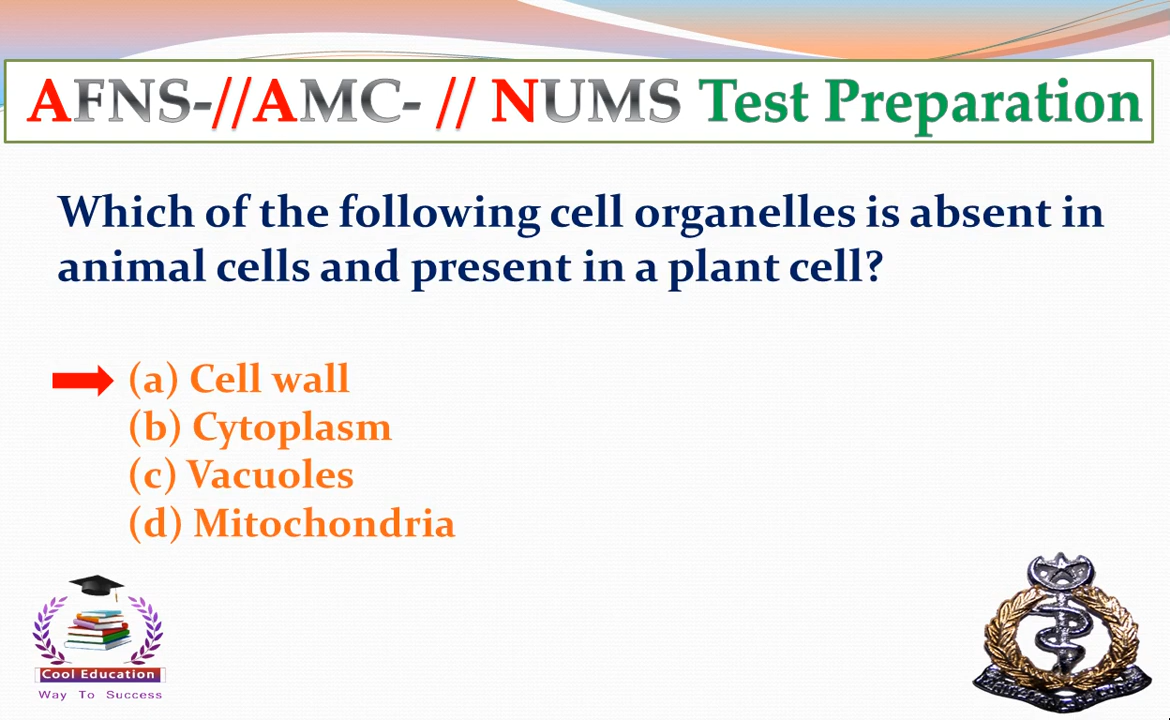 AFNS-//AMC- // NUMS Test Preparation
Which of the following cell organelles is absent in
animal cells and present in a plant cell?
(a) Cell wall
(b) Cytoplasm
(c) Vacuoles
(d) Mitochondria
Cool Education
Way To Success